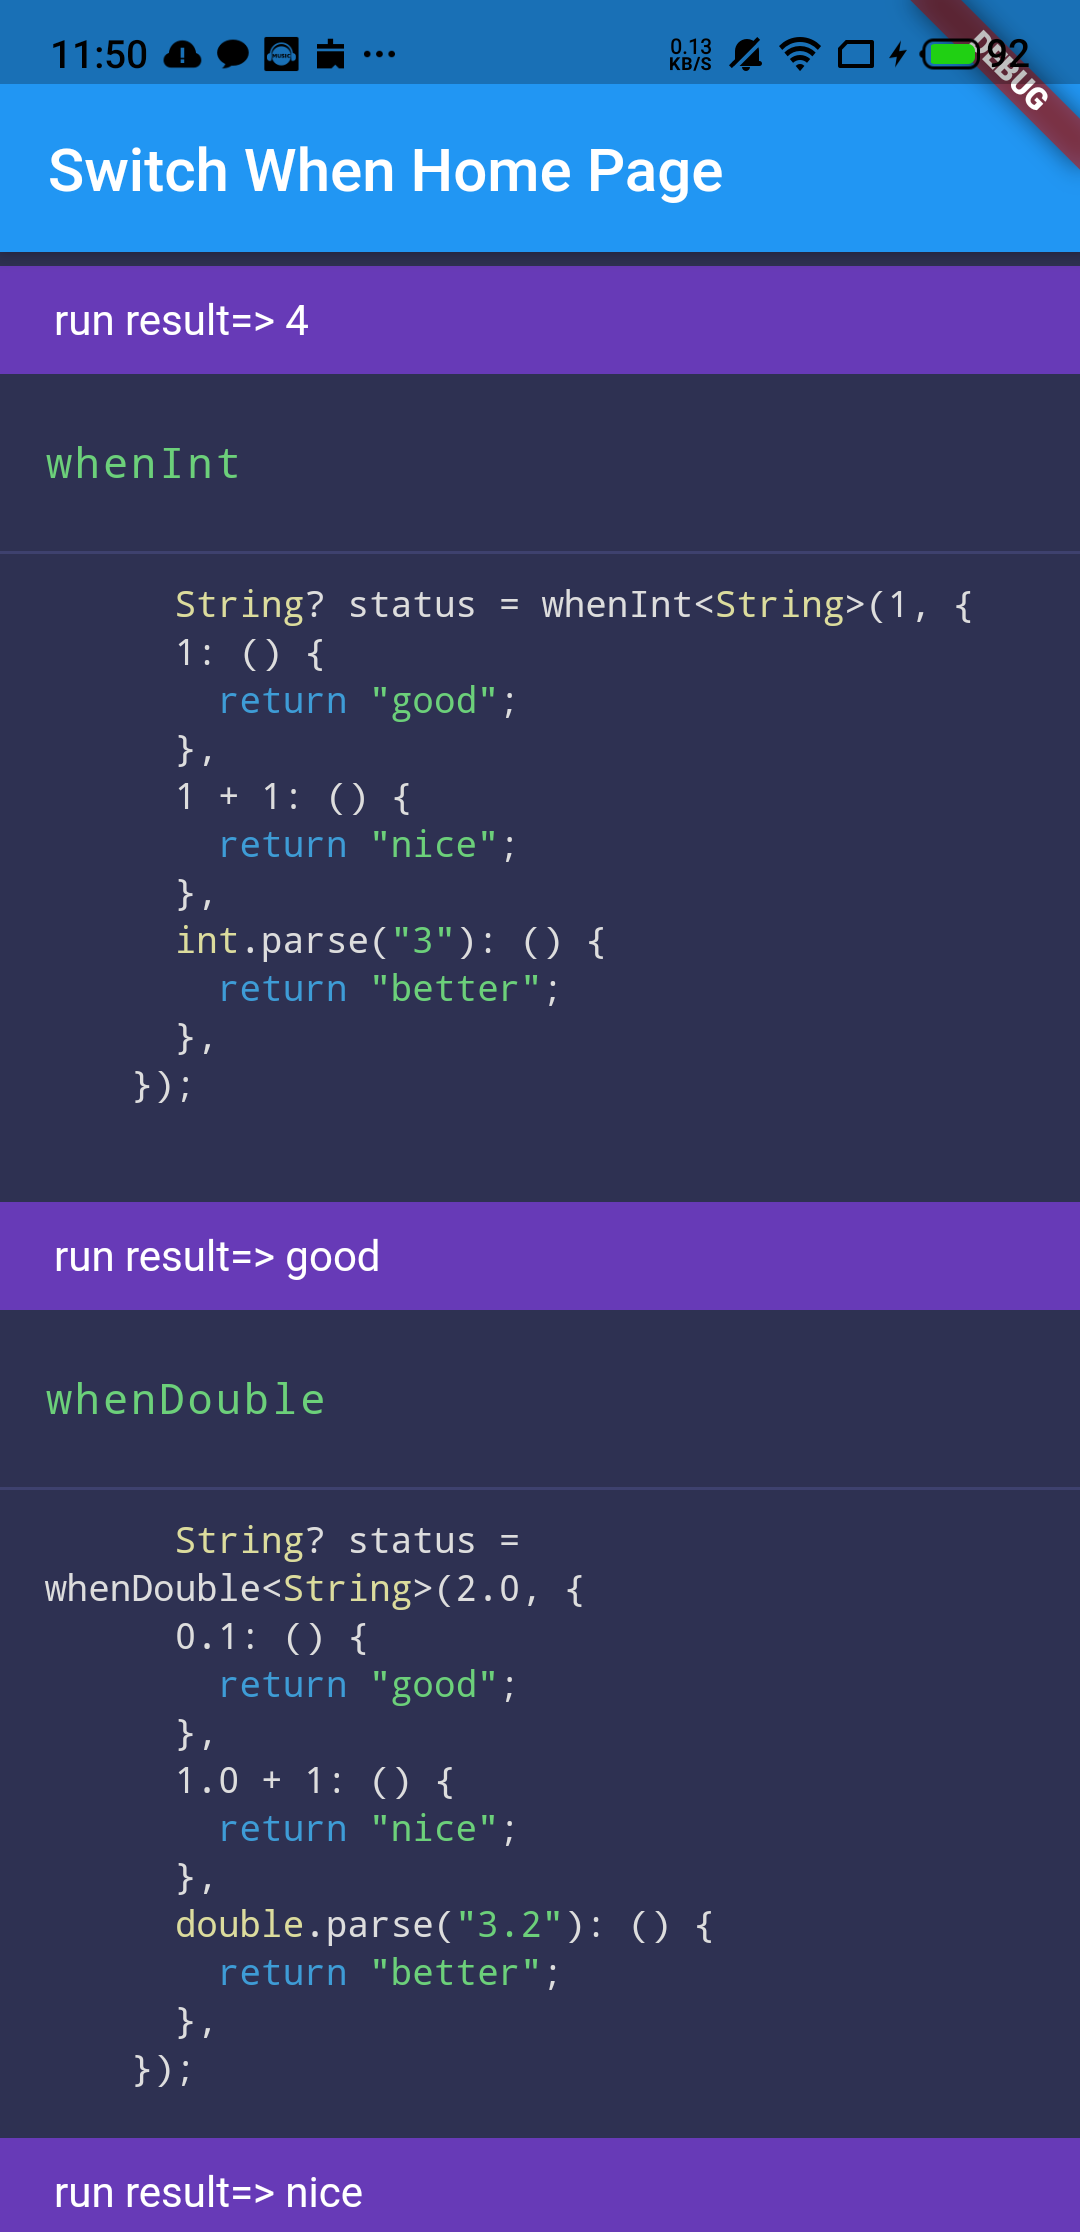 11:50
MUSIC
0.13
KB/S
92
DEBUG
Switch When Home Page
run result=> 4
whenInt
String? status = whenInt<String>(1, {
1: () {
return "good";
},
1 + 1: () {
return "nice";
},
int.parse("3"): () {
return "better";
},
});
run result=> good
whenDouble
String? status =
whenDouble<String>(2.0, {
0.1: () {
return "good";
},
1.0 + 1: () {
return "nice";
},
double.parse("3.2"): () {
return "better";
},
});
run result=> nice